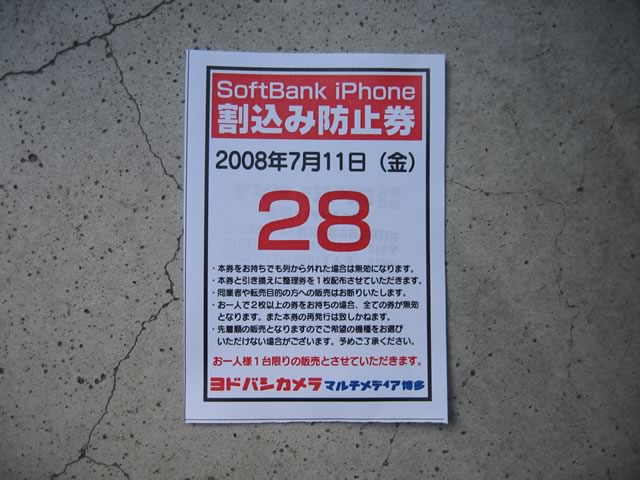 SoftBank iPhone
割込み防止券
2008年7月11日（金）
28
・本券をお持ちでも列から外れた場合は無効になります。
・本券と引き換えに整理券を1枚配布させていただきます。
・同業者や転売目的の方への販売はお断りいたします。
・お一人で2枚以上の券をお持ちの場合、全ての券が無効
となります。また本券の再発行は致しかねます。
・先着順の販売となりますのでご希望の機種をお選び
いただけない場合がございます。予めご了承ください。
お一人様1台限りの販売とさせていただきます。
ヨドバシカメラ マルチメディア博多